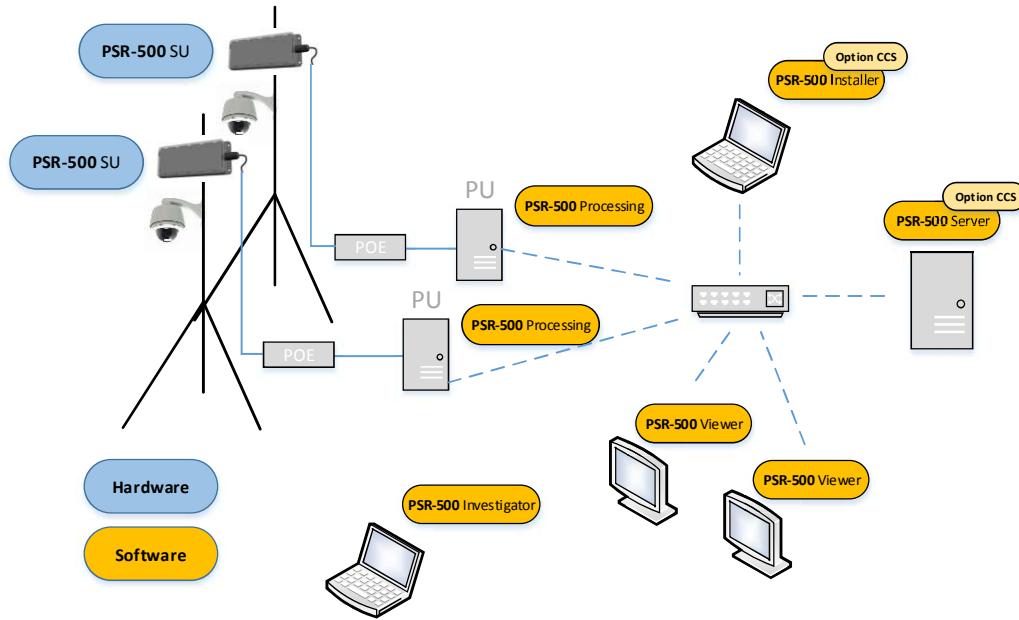 PSR-500 SU
Option CCS
PSR-500 Installer
PSR-500 SU
PU
PSR-500 Processing
Option CCS
PSR-500 Server
POE
PU
PSR-500 Processing
POE
PSR-500 Viewer
PSR-500 Viewer
Hardware
PSR-500 Investigator
Software